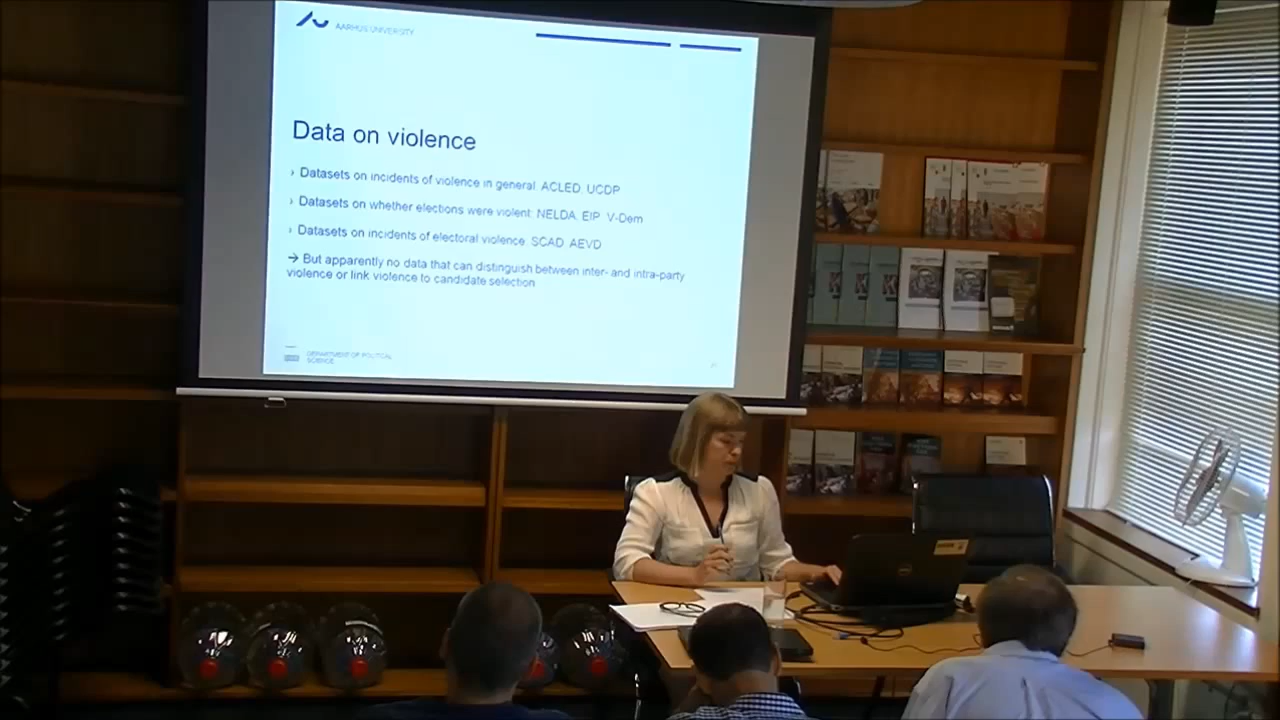 AARHUS UNIVERSITY
Data on violence
› Datasets on incidents of violence in general: ACLED, UCDP
› Datasets on whether elections were violent: NELDA, EIP, V-Dem
› Datasets on incidents of electoral violence: SCAD, AEVD
→ But apparently no data that can distinguish between inter- and intra-party
violence or link violence to candidate selection
DEPARTMENT OF POLITICAL
SCIENCE
DELL